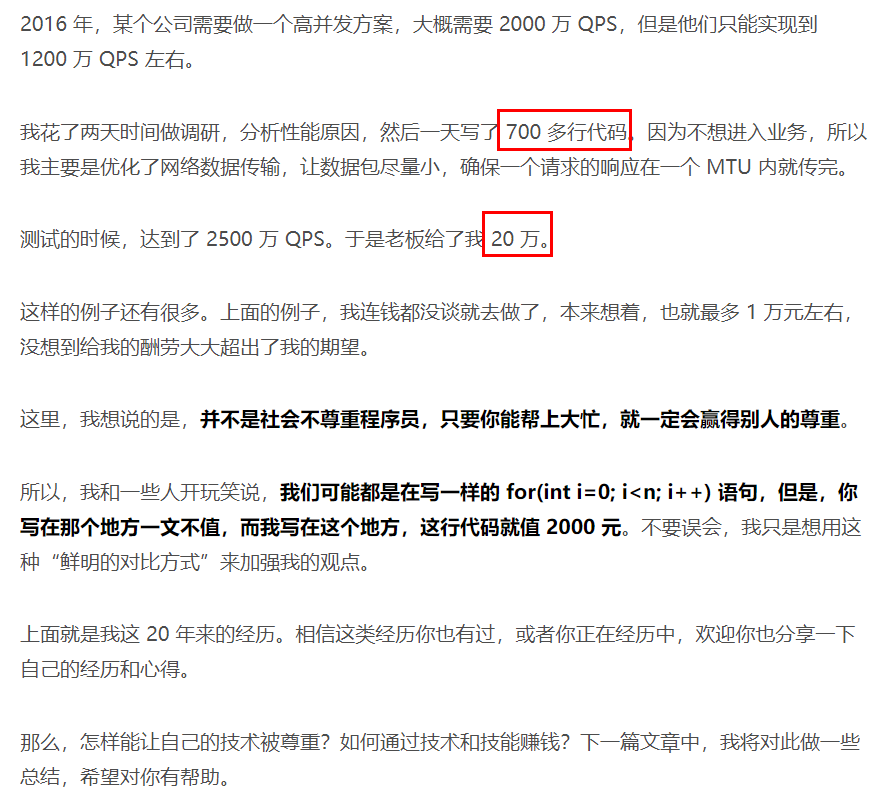 2016 年，某个公司需要做一个高并发方案，大概需要 2000 万 QPS，但是他们只能实现到
1200 万 QPS 左右。
我花了两天时间做调研，分析性能原因，然后一天写了 700 多行代码。因为不想进入业务，所以
我主要是优化了网络数据传输，让数据包尽量小，确保一个请求的响应在一个 MTU 内就传完。
测试的时候，达到了 2500 万 QPS。于是老板给了我 20 万。
这样的例子还有很多。上面的例子，我连钱都没谈就去做了，本来想着，也就最多 1 万元左右，
没想到给我的酬劳大大超出了我的期望。
这里，我想说的是，并不是社会不尊重程序员，只要你能帮上大忙，就一定会赢得别人的尊重。
所以，我和一些人开玩笑说，我们可能都是在写一样的 for(int i=0; i<n; i++) 语句，但是，你
写在那个地方一文不值，而我写在这个地方，这行代码就值 2000 元。不要误会，我只是想用这
种“鲜明的对比方式”来加强我的观点。
上面就是我这 20 年来的经历。相信这类经历你也有过，或者你正在经历中，欢迎你也分享一下
自己的经历和心得。
那么，怎样能让自己的技术被尊重？如何通过技术和技能赚钱？下一篇文章中，我将对此做一些
总结，希望对你有帮助。